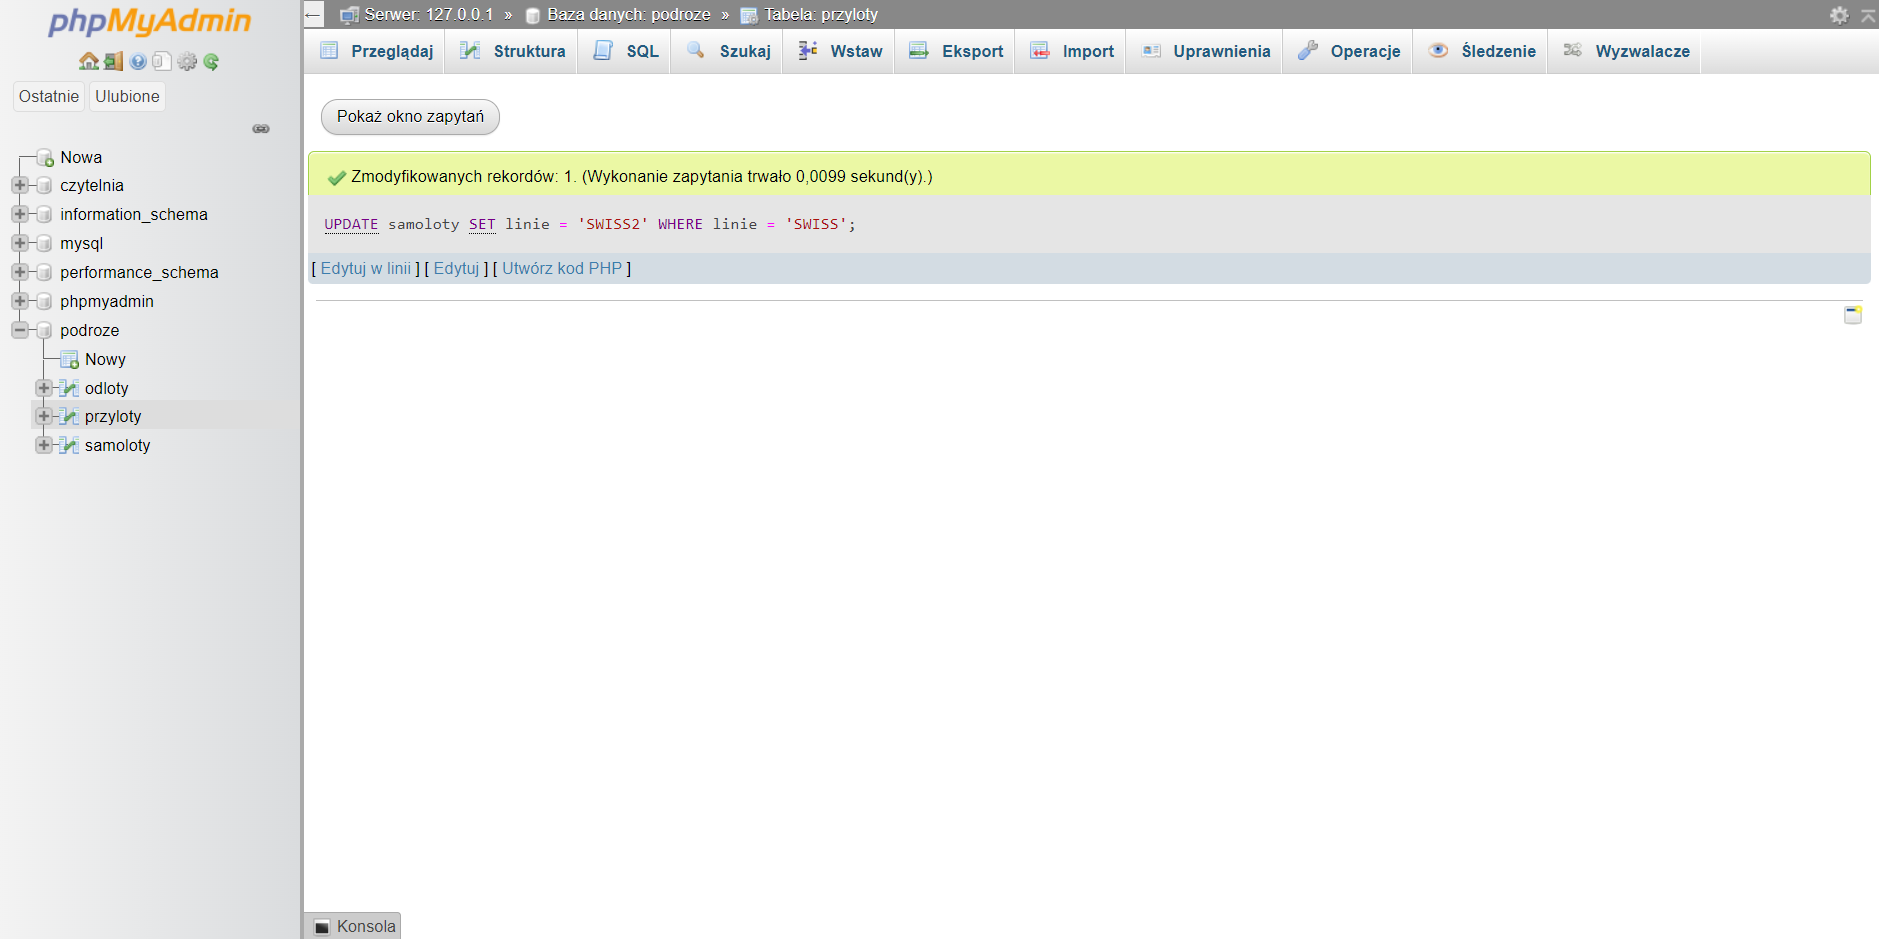 phpMyAdmin
Ostatnie Ulubione
Nowa
czytelnia
information_schema
mysql
performance_schema
phpmyadmin
podroze
Nowy
odloty
przyloty
samoloty
Serwer: 127.0.0.1 » Baza danych: podroze » Tabela: przyloty
Przeglądaj Struktura SQL Szukaj Wstaw Eksport Import Uprawnienia Operacje Śledzenie Wyzwalacze
Pokaż okno zapytań
Zmodyfikowanych rekordów: 1. (Wykonanie zapytania trwało 0,0099 sekund(y).)
UPDATE samoloty SET linie = 'SWISS2' WHERE linie = 'SWISS';
[ Edytuj w linii ] [ Edytuj ] [ Utwórz kod PHP ]
Konsola